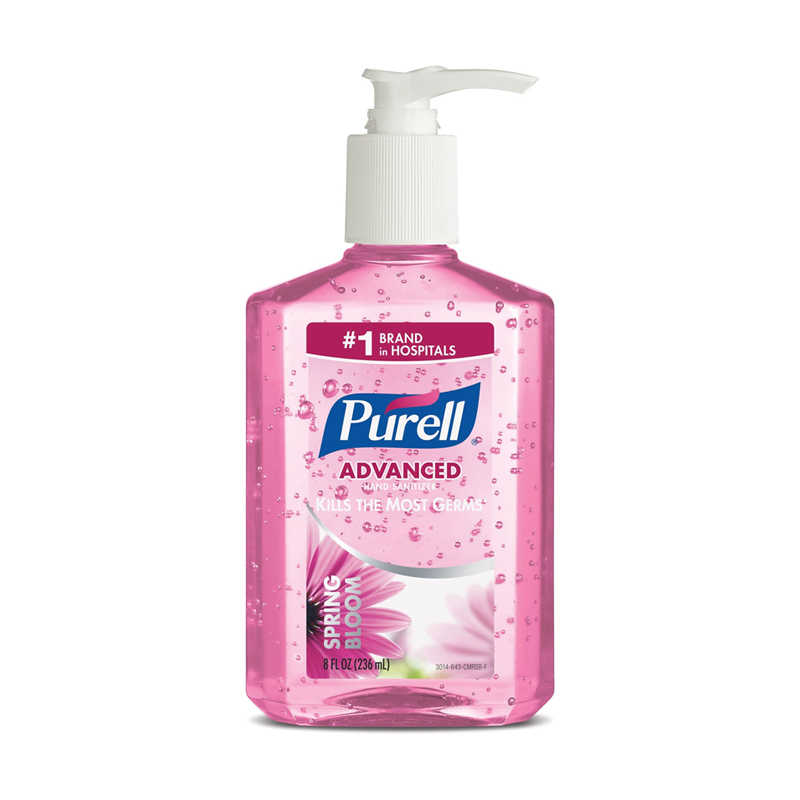 #1 BRAND
in HOSPITALS
Purell®
ADVANCED
HAND SANITIZER
KILLS THE MOST GERMS
SPRING
BLOOM
8 FL OZ (236 mL)
3014-643-CMRS8-F